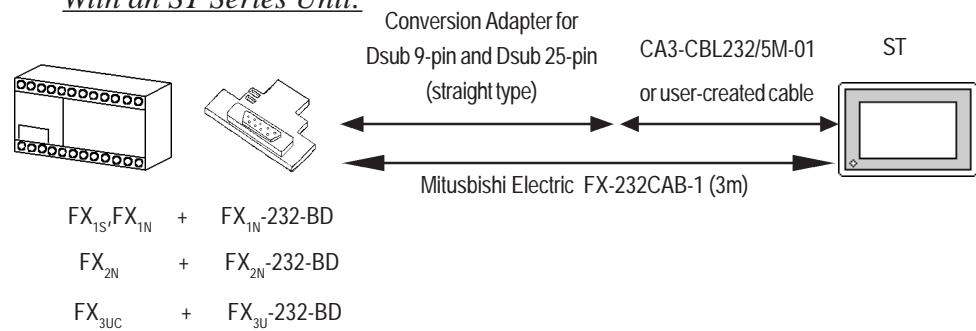 With an ST Series Unit:
Conversion Adapter for
Dsub 9-pin and Dsub 25-pin
(straight type)
CA3-CBL232/5M-01
or user-created cable
ST
Mitusbishi Electric FX-232CAB-1 (3m)
FX1S,FX1N + FX1N-232-BD
FX2N + FX2N-232-BD
FX3UC + FX3U-232-BD